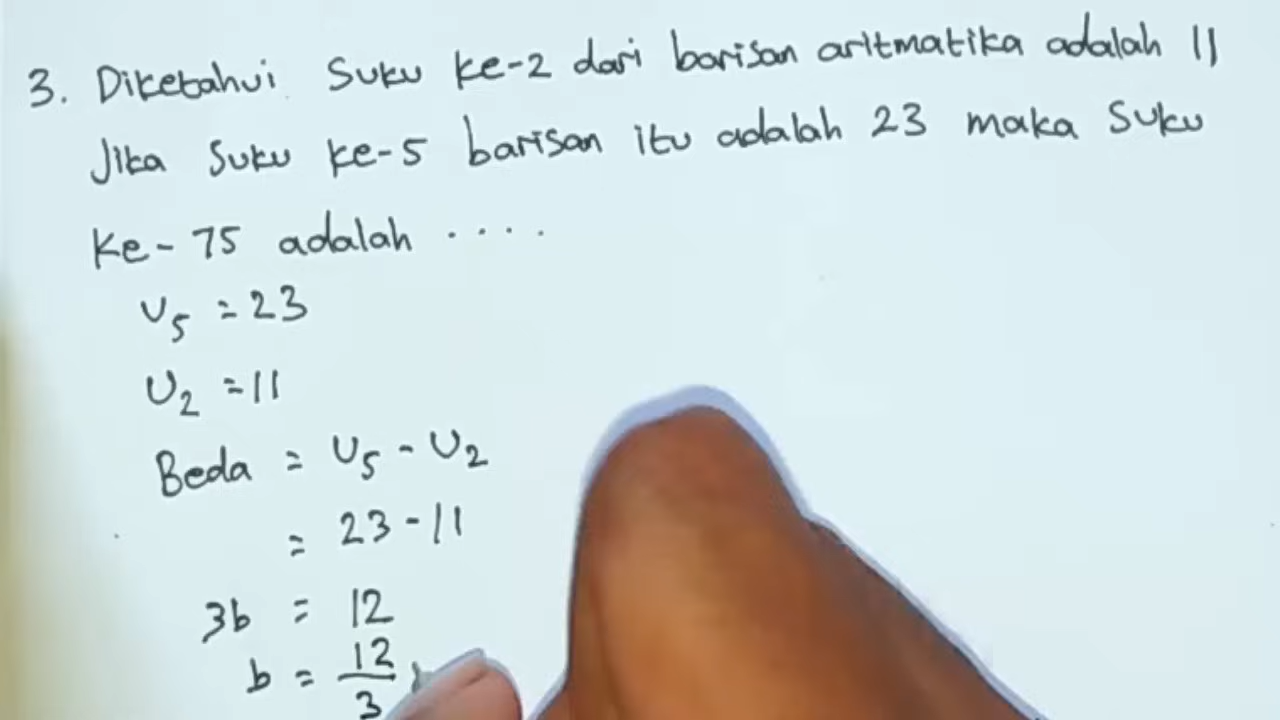 3. Diketahui Suku ke-2 dari barisan aritmatika adalah 11
Jika Suku ke-5 barisan itu adalah 23 maka Suku
Ke-75 adalah ....
U₅ = 23
U₂ = 11
Beda = U₅ - U₂
= 23 - 11
3b = 12
b = 12/3